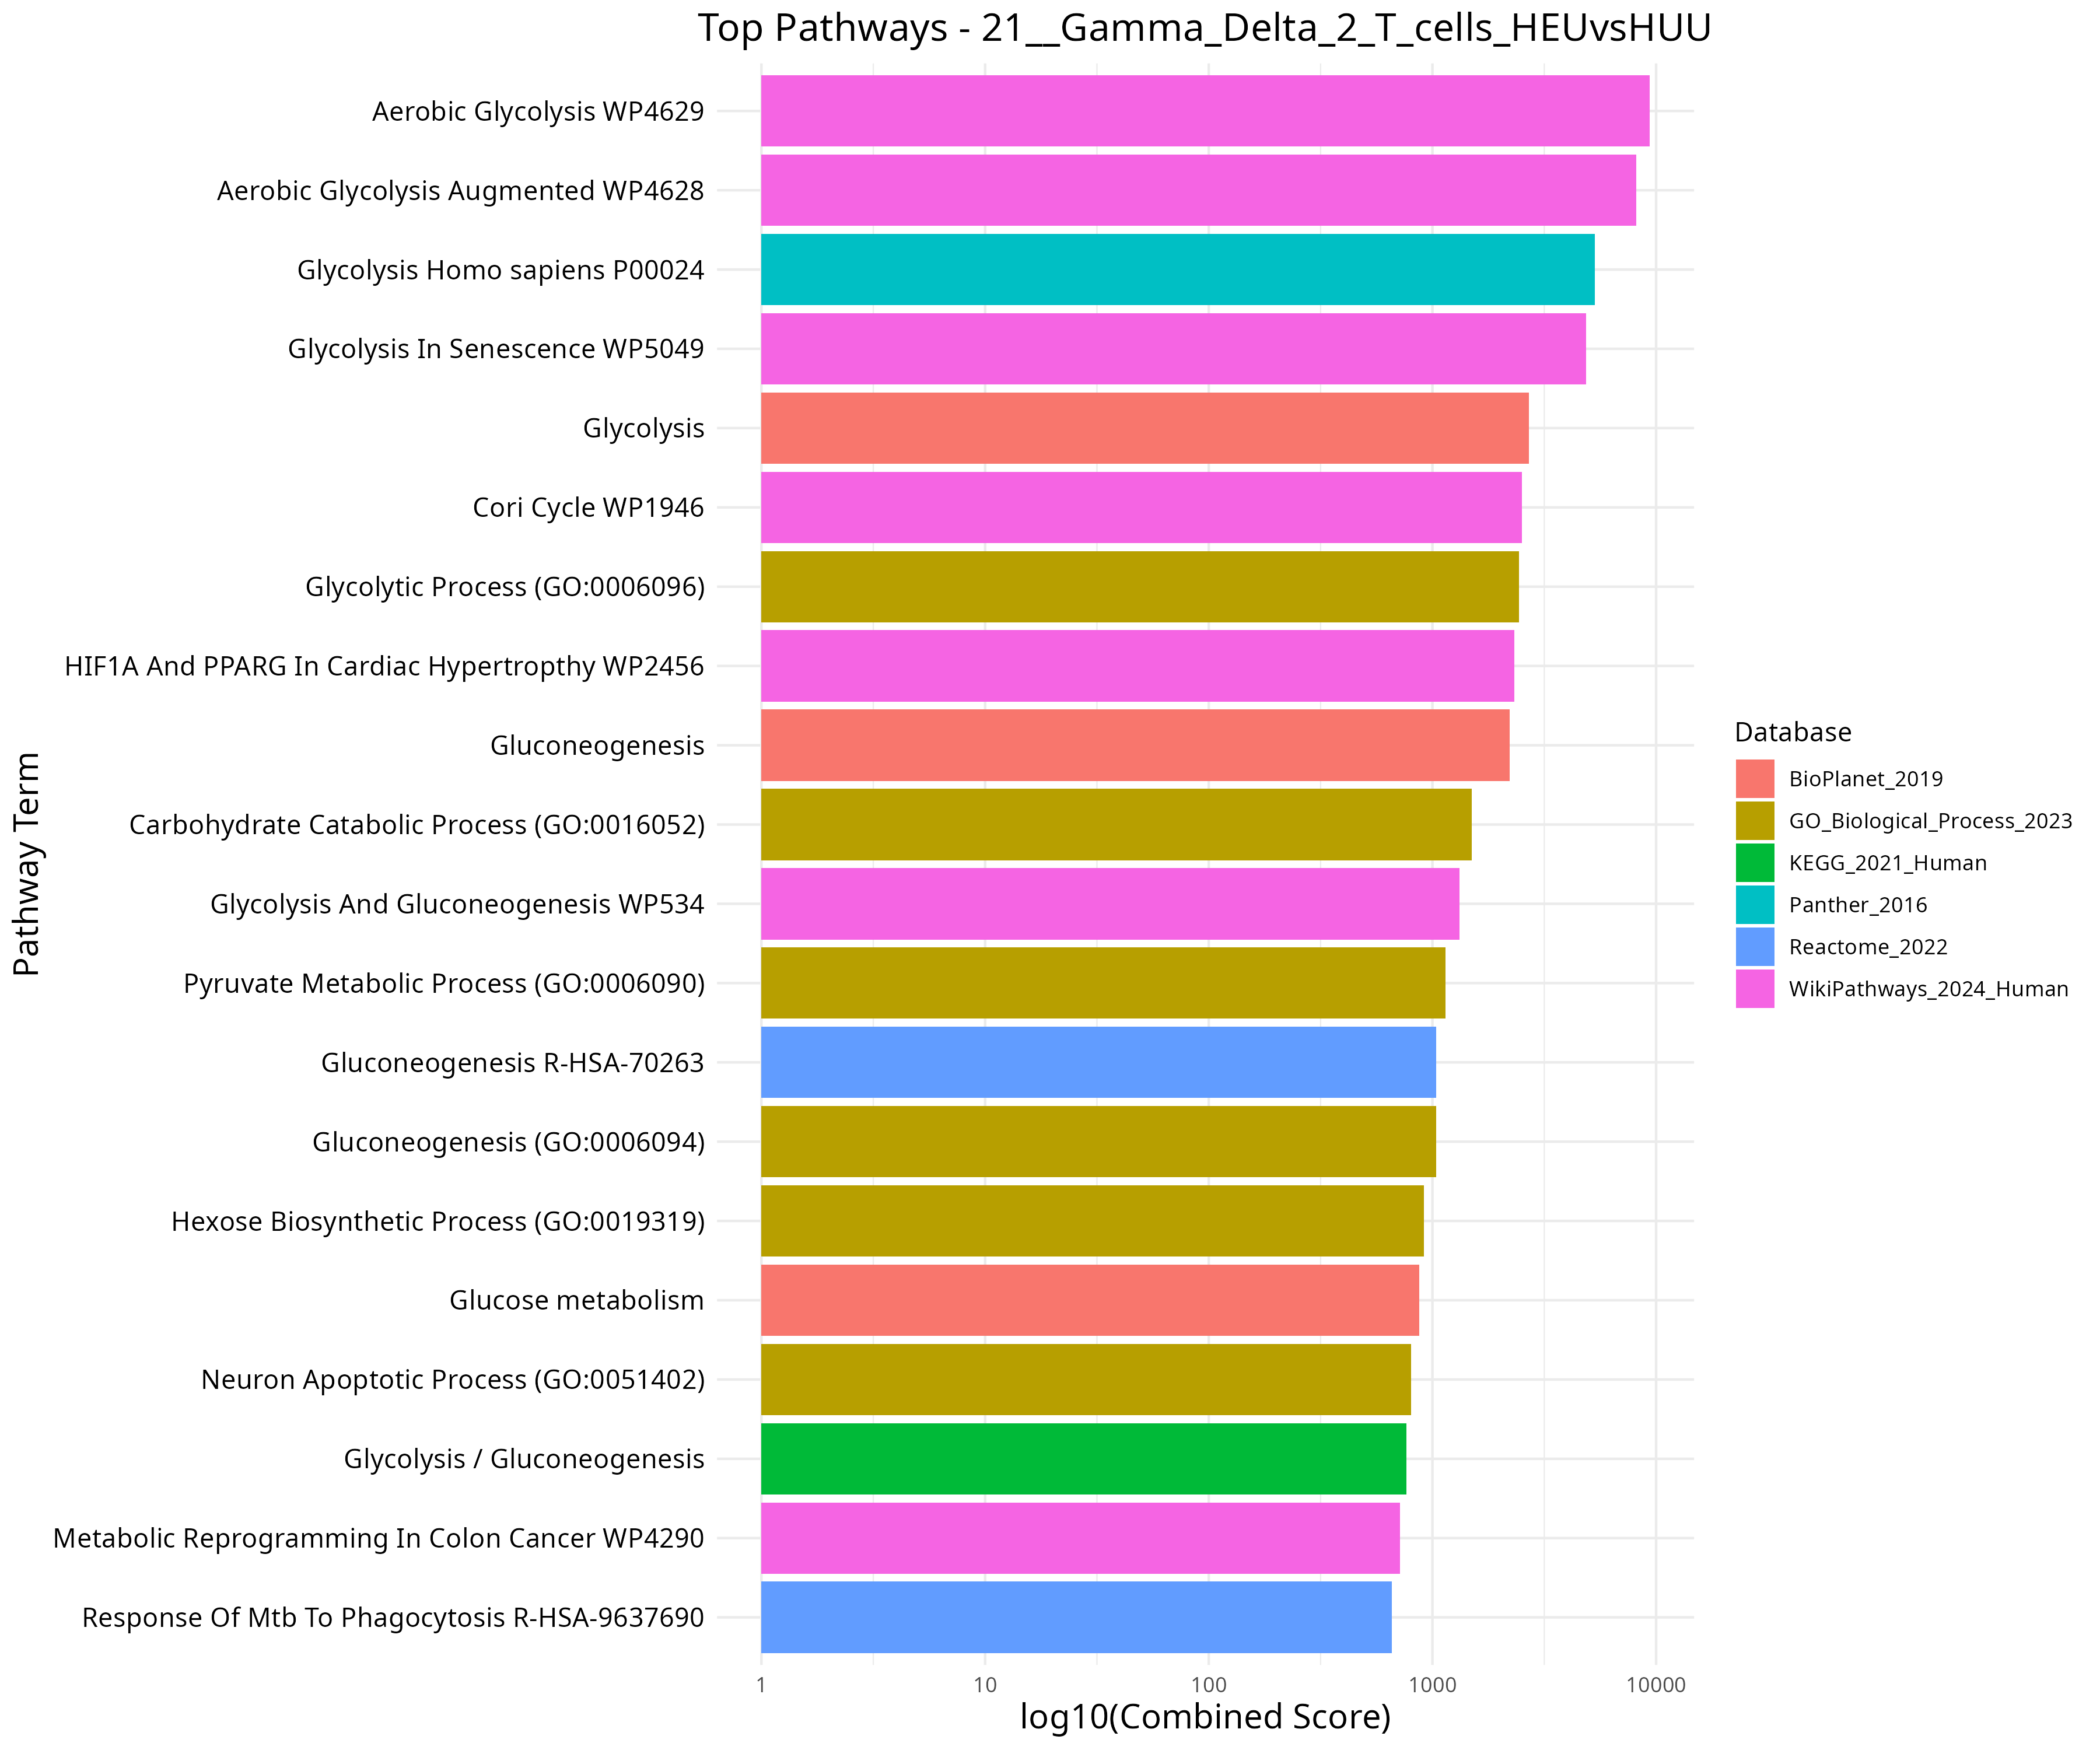 Top Pathways - 21__Gamma_Delta_2_T_cells_HEUvsHUU
Pathway Term
Aerobic Glycolysis WP4629
Aerobic Glycolysis Augmented WP4628
Glycolysis Homo sapiens P00024
Glycolysis In Senescence WP5049
Glycolysis
Cori Cycle WP1946
Glycolytic Process (GO:0006096)
HIF1A And PPARG In Cardiac Hypertropthy WP2456
Gluconeogenesis
Carbohydrate Catabolic Process (GO:0016052)
Glycolysis And Gluconeogenesis WP534
Pyruvate Metabolic Process (GO:0006090)
Gluconeogenesis R-HSA-70263
Gluconeogenesis (GO:0006094)
Hexose Biosynthetic Process (GO:0019319)
Glucose metabolism
Neuron Apoptotic Process (GO:0051402)
Glycolysis / Gluconeogenesis
Metabolic Reprogramming In Colon Cancer WP4290
Response Of Mtb To Phagocytosis R-HSA-9637690
1 10 100 1000 10000
log10(Combined Score)
Database
BioPlanet_2019
GO_Biological_Process_2023
KEGG_2021_Human
Panther_2016
Reactome_2022
WikiPathways_2024_Human